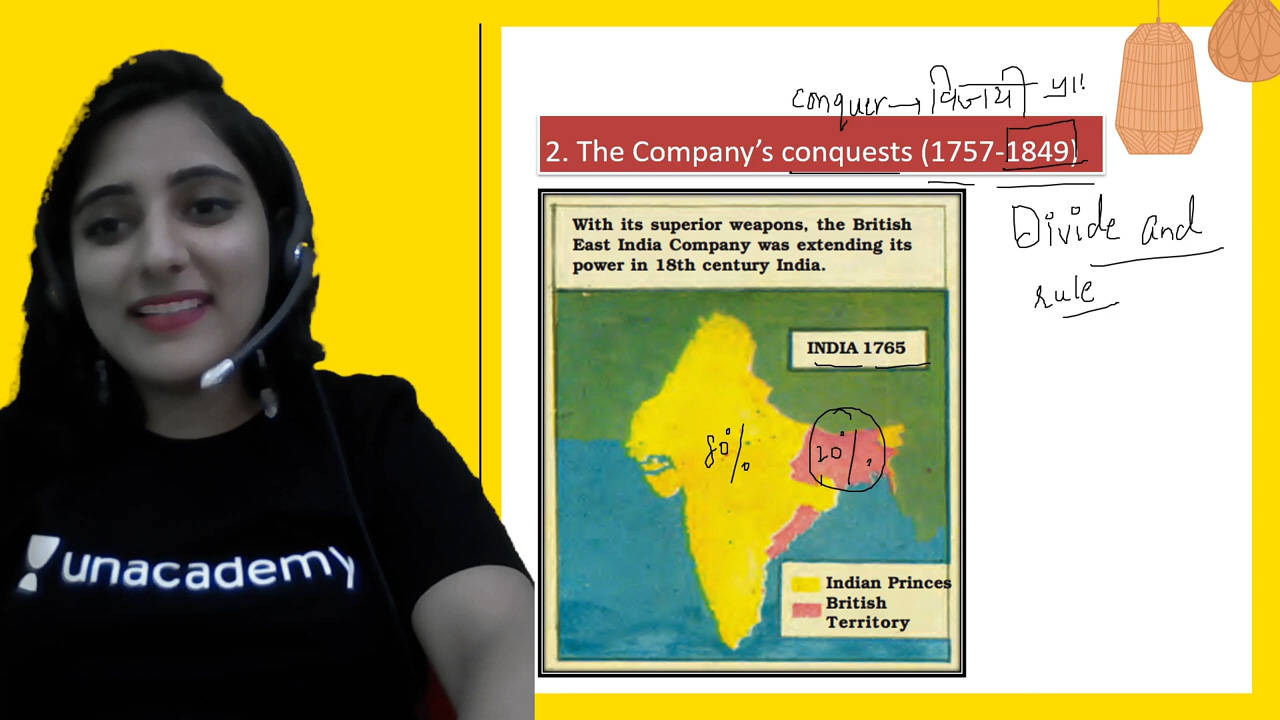 conquer → विजयी प्रा
2. The Company's conquests (1757-1849)
With its superior weapons, the British
East India Company was extending its
power in 18th century India.
Divide and
rule
INDIA 1765
80%
20%
Indian Princes
British
Territory
unacademy